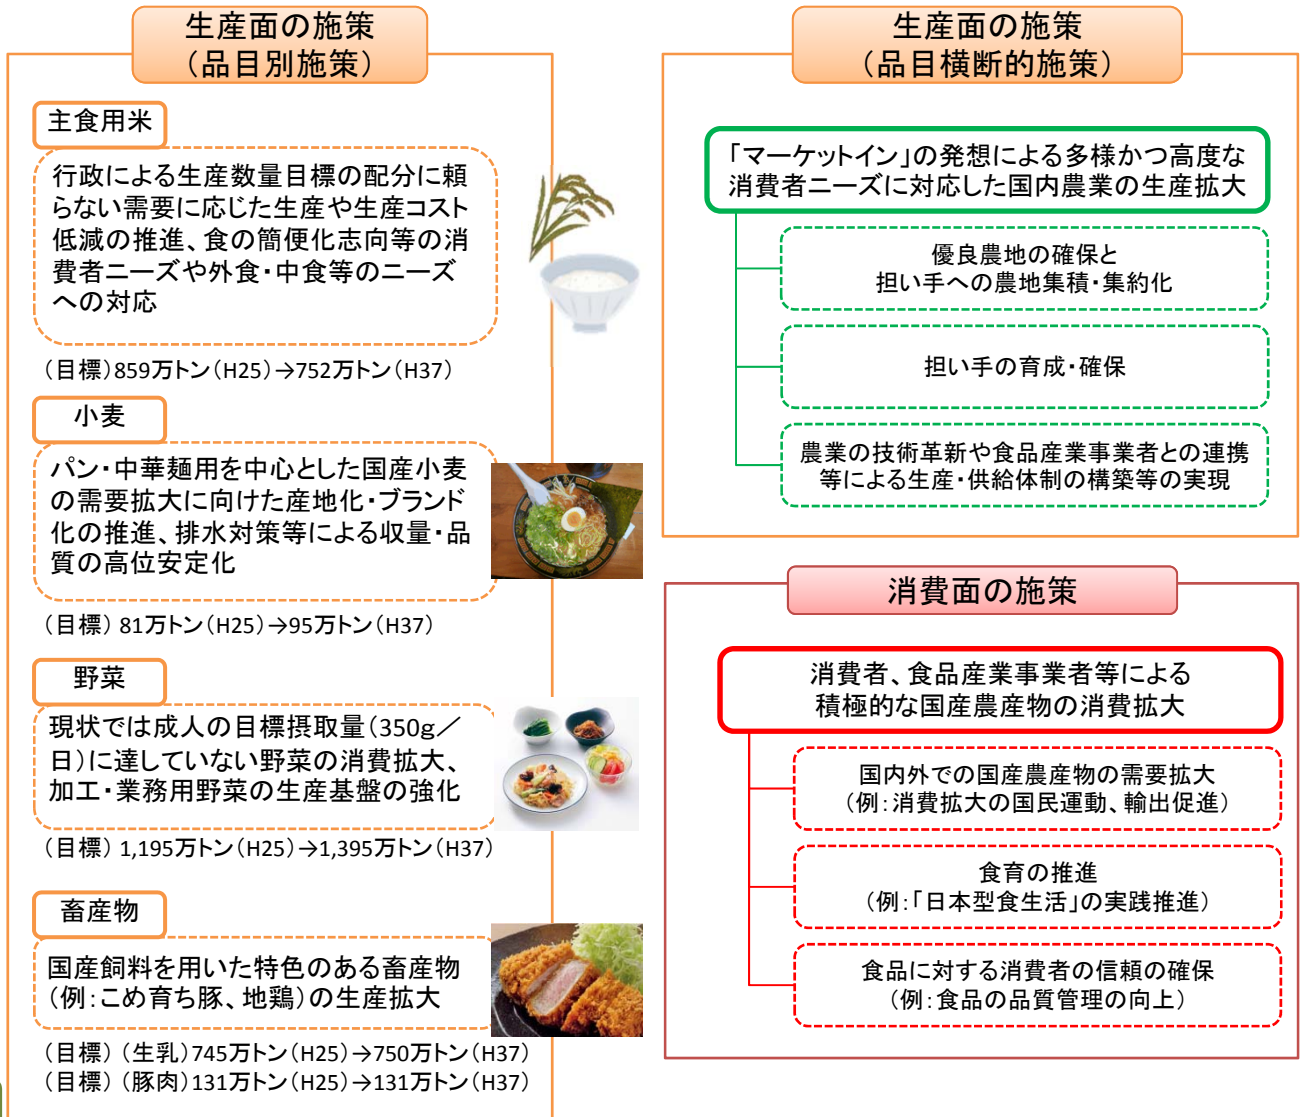 生産面の施策
（品目別施策）
主食用米
行政による生産数量目標の配分に頼
らない需要に応じた生産や生産コスト
低減の推進、食の簡便化志向等の消
費者ニーズや外食・中食等のニーズ
への対応
（目標）859万トン（H25）→752万トン（H37）
小麦
パン・中華麺用を中心とした国産小麦
の需要拡大に向けた産地化・ブランド
化の推進、排水対策等による収量・品
質の高位安定化
（目標） 81万トン（H25）→95万トン（H37）
野菜
現状では成人の目標摂取量（350g／
日）に達していない野菜の消費拡大、
加工・業務用野菜の生産基盤の強化
（目標） 1,195万トン（H25）→1,395万トン（H37）
畜産物
国産飼料を用いた特色のある畜産物
（例：こめ育ち豚、地鶏）の生産拡大
（目標）（生乳）745万トン（H25）→750万トン（H37）
（目標）（豚肉）131万トン（H25）→131万トン（H37）
生産面の施策
（品目横断的施策）
「マーケットイン」の発想による多様かつ高度な
消費者ニーズに対応した国内農業の生産拡大
優良農地の確保と
担い手への農地集積・集約化
担い手の育成・確保
農業の技術革新や食品産業事業者との連携
等による生産・供給体制の構築等の実現
消費面の施策
消費者、食品産業事業者等による
積極的な国産農産物の消費拡大
国内外での国産農産物の需要拡大
（例：消費拡大の国民運動、輸出促進）
食育の推進
（例：「日本型食生活」の実践推進）
食品に対する消費者の信頼の確保
（例：食品の品質管理の向上）